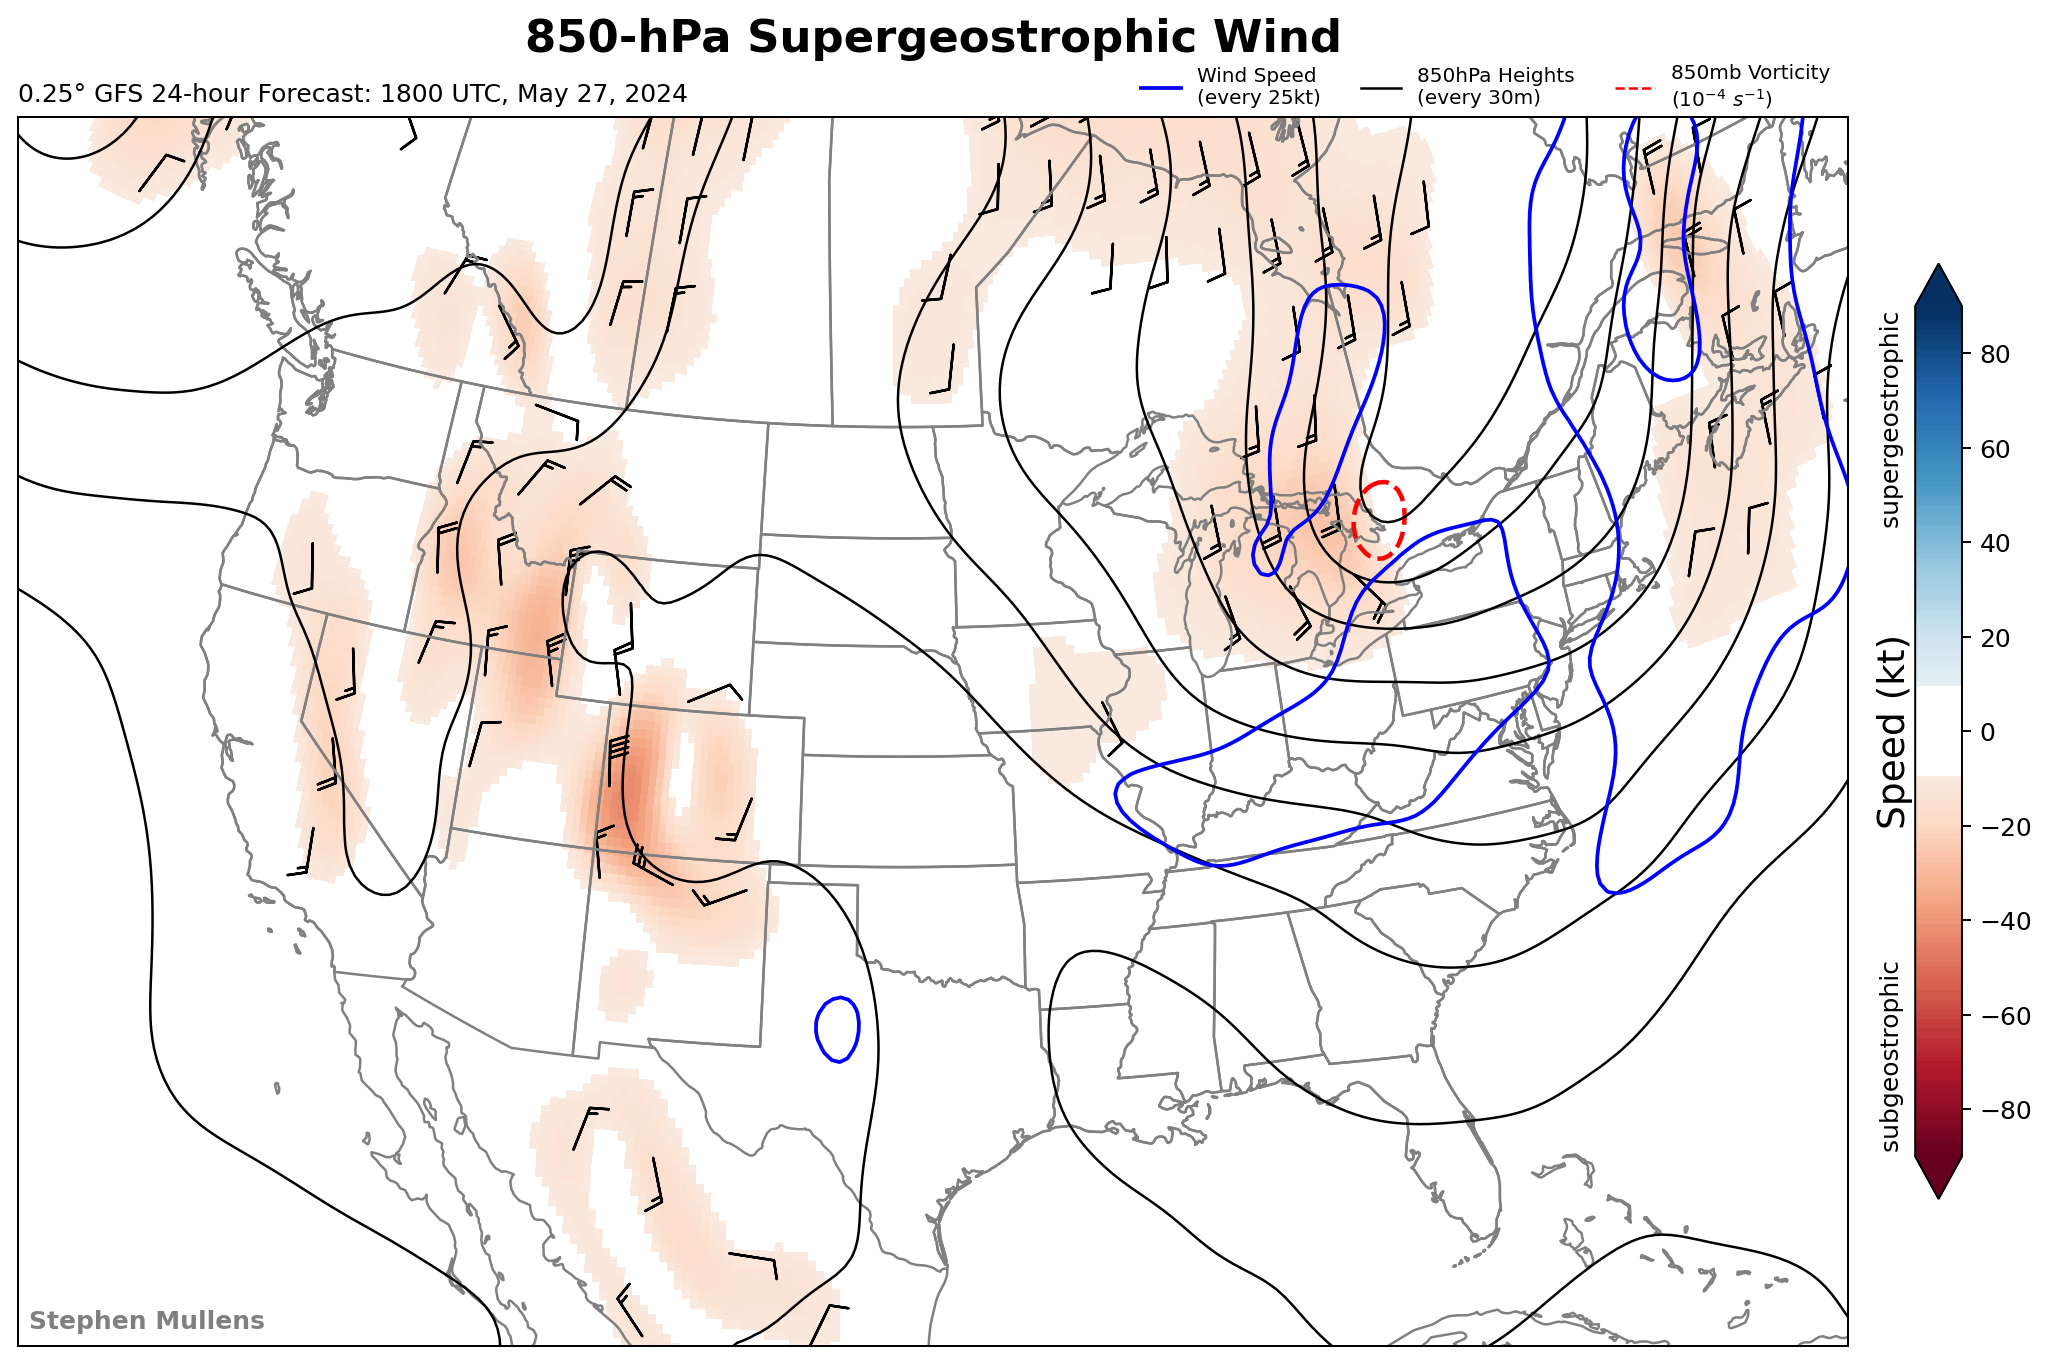 850-hPa Supergeostrophic Wind
0.25° GFS 24-hour Forecast: 1800 UTC, May 27, 2024
Wind Speed
(every 25kt)
850hPa Heights
(every 30m)
850mb Vorticity
(10⁻⁴ s⁻¹)
supergeostrophic
Speed (kt)
subgeostrophic
80
60
40
20
0
−20
−40
−60
−80
Stephen Mullens